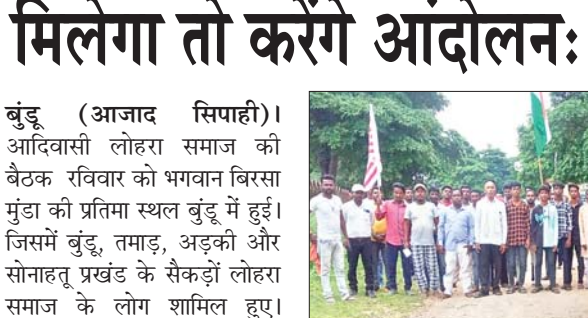 मिलेगा तो करेंगे आंदोलनः
बुंडू (आजाद सिपाही)।
आदिवासी लोहरा समाज की
बैठक रविवार को भगवान बिरसा
मुंडा की प्रतिमा स्थल बुंडू में हुई।
जिसमें बुंडू, तमाड़, अड़की और
सोनाहतू प्रखंड के सैकड़ों लोहरा
समाज के लोग शामिल हुए।